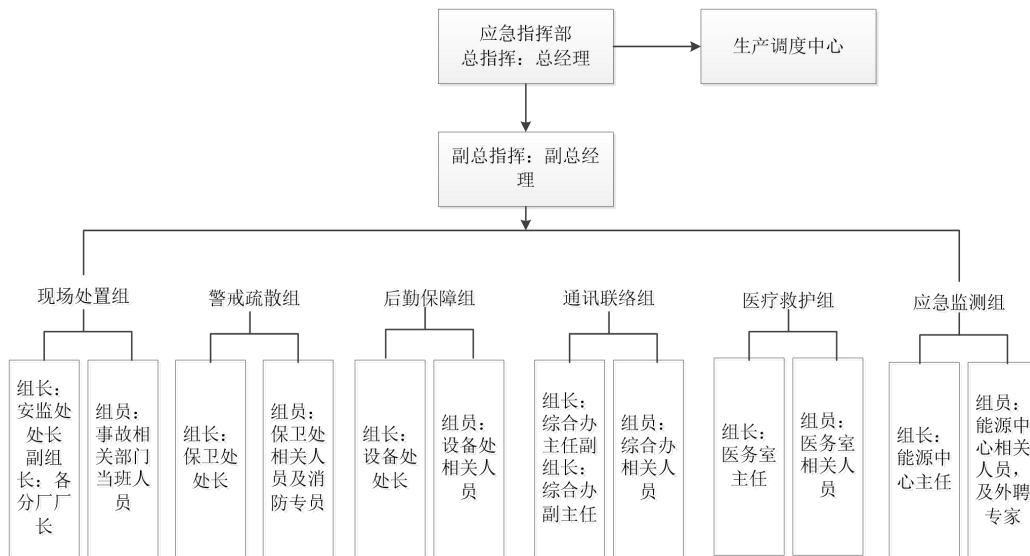 应急指挥部
总指挥：总经理
生产调度中心
副总指挥：副总经
理
现场处置组
警戒疏散组
后勤保障组
通讯联络组
医疗救护组
应急监测组
组长：
安监处
处长
副组
长：各
分厂厂
长
组员：
事故相
关部门
当班人
员
组长：
保卫处
处长
组员：
保卫处
相关人
员及消
防专员
组长：
设备处
处长
组员：
设备处
相关人
员
组长：
综合办
主任副
组长：
综合办
副主任
组员：
综合办
相关人
员
组长：
医务室
主任
组员：
医务室
相关人
员
组长：
能源中
心主任
组员：
能源中
心相关
人员，
及外聘
专家